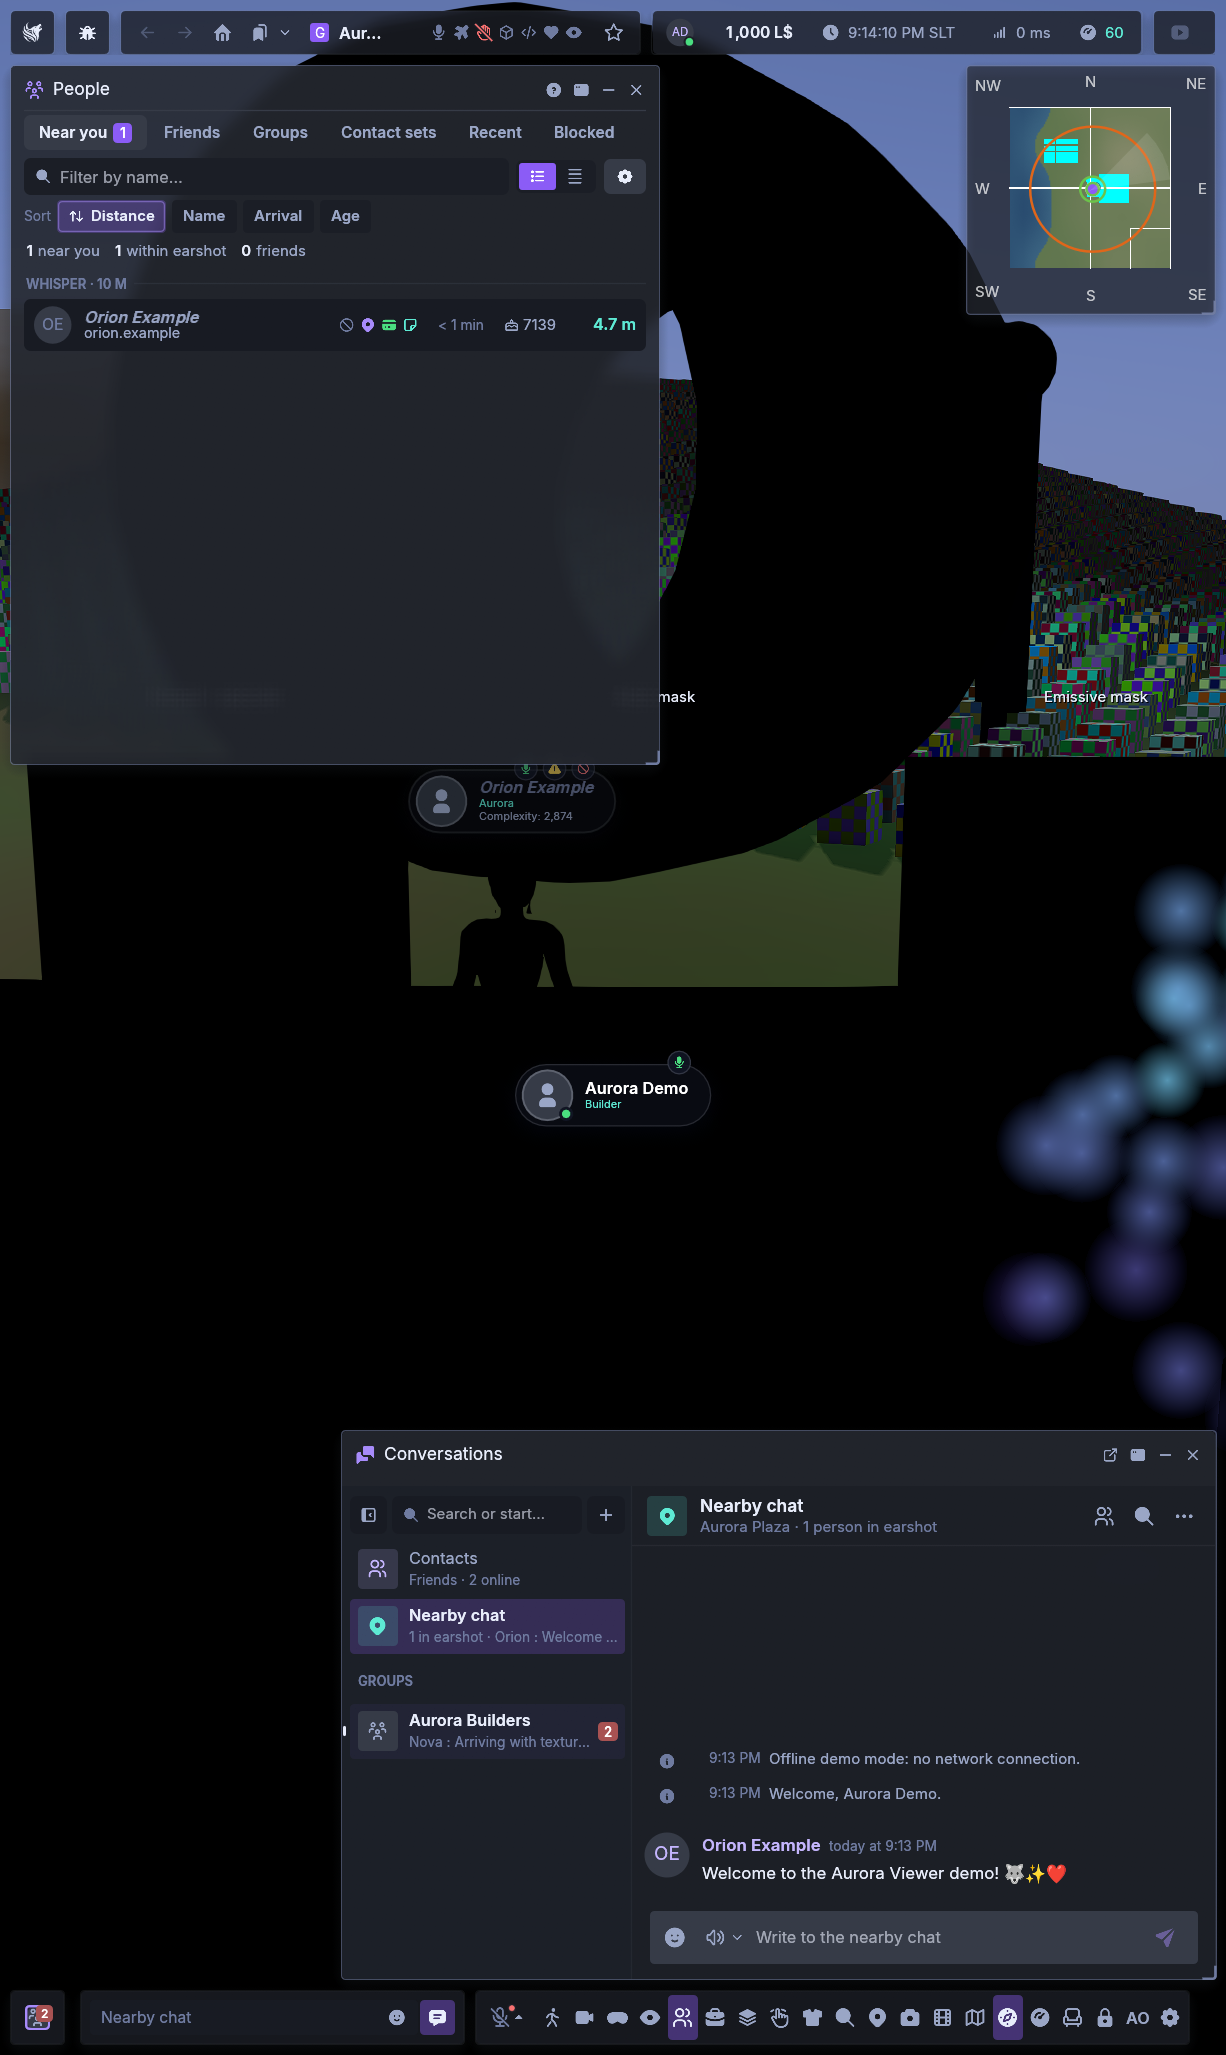 G Aur...
AD
1,000 L$
9:14:10 PM SLT
0 ms
60
People
Near you 1
Friends
Groups
Contact sets
Recent
Blocked
Filter by name...
Sort
Distance
Name
Arrival
Age
1 near you 1 within earshot 0 friends
WHISPER · 10 M
OE
Orion Example
orion.example
< 1 min
7139
4.7 m
NW
N
NE
W
E
SW
S
SE
mask
Emissive mask
Orion Example
Aurora
Complexity: 2,874
Aurora Demo
Builder
Conversations
Search or start...
Contacts
Friends · 2 online
Nearby chat
1 in earshot · Orion : Welcome ...
GROUPS
Aurora Builders
Nova : Arriving with textur...
2
Nearby chat
Aurora Plaza · 1 person in earshot
9:13 PM Offline demo mode: no network connection.
9:13 PM Welcome, Aurora Demo.
OE
Orion Example today at 9:13 PM
Welcome to the Aurora Viewer demo! 🐺✨❤️
Write to the nearby chat
2
Nearby chat
AO